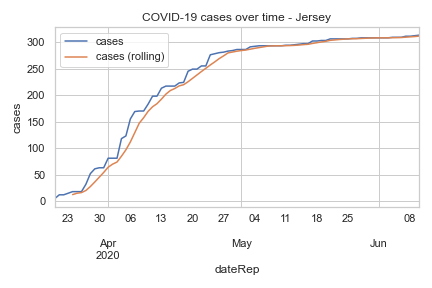 COVID-19 cases over time - Jersey
cases
cases (rolling)
cases
300
250
200
150
100
50
0
23 30 06 13 20 27 04 11 18 25 08
Apr May Jun
2020
dateRep